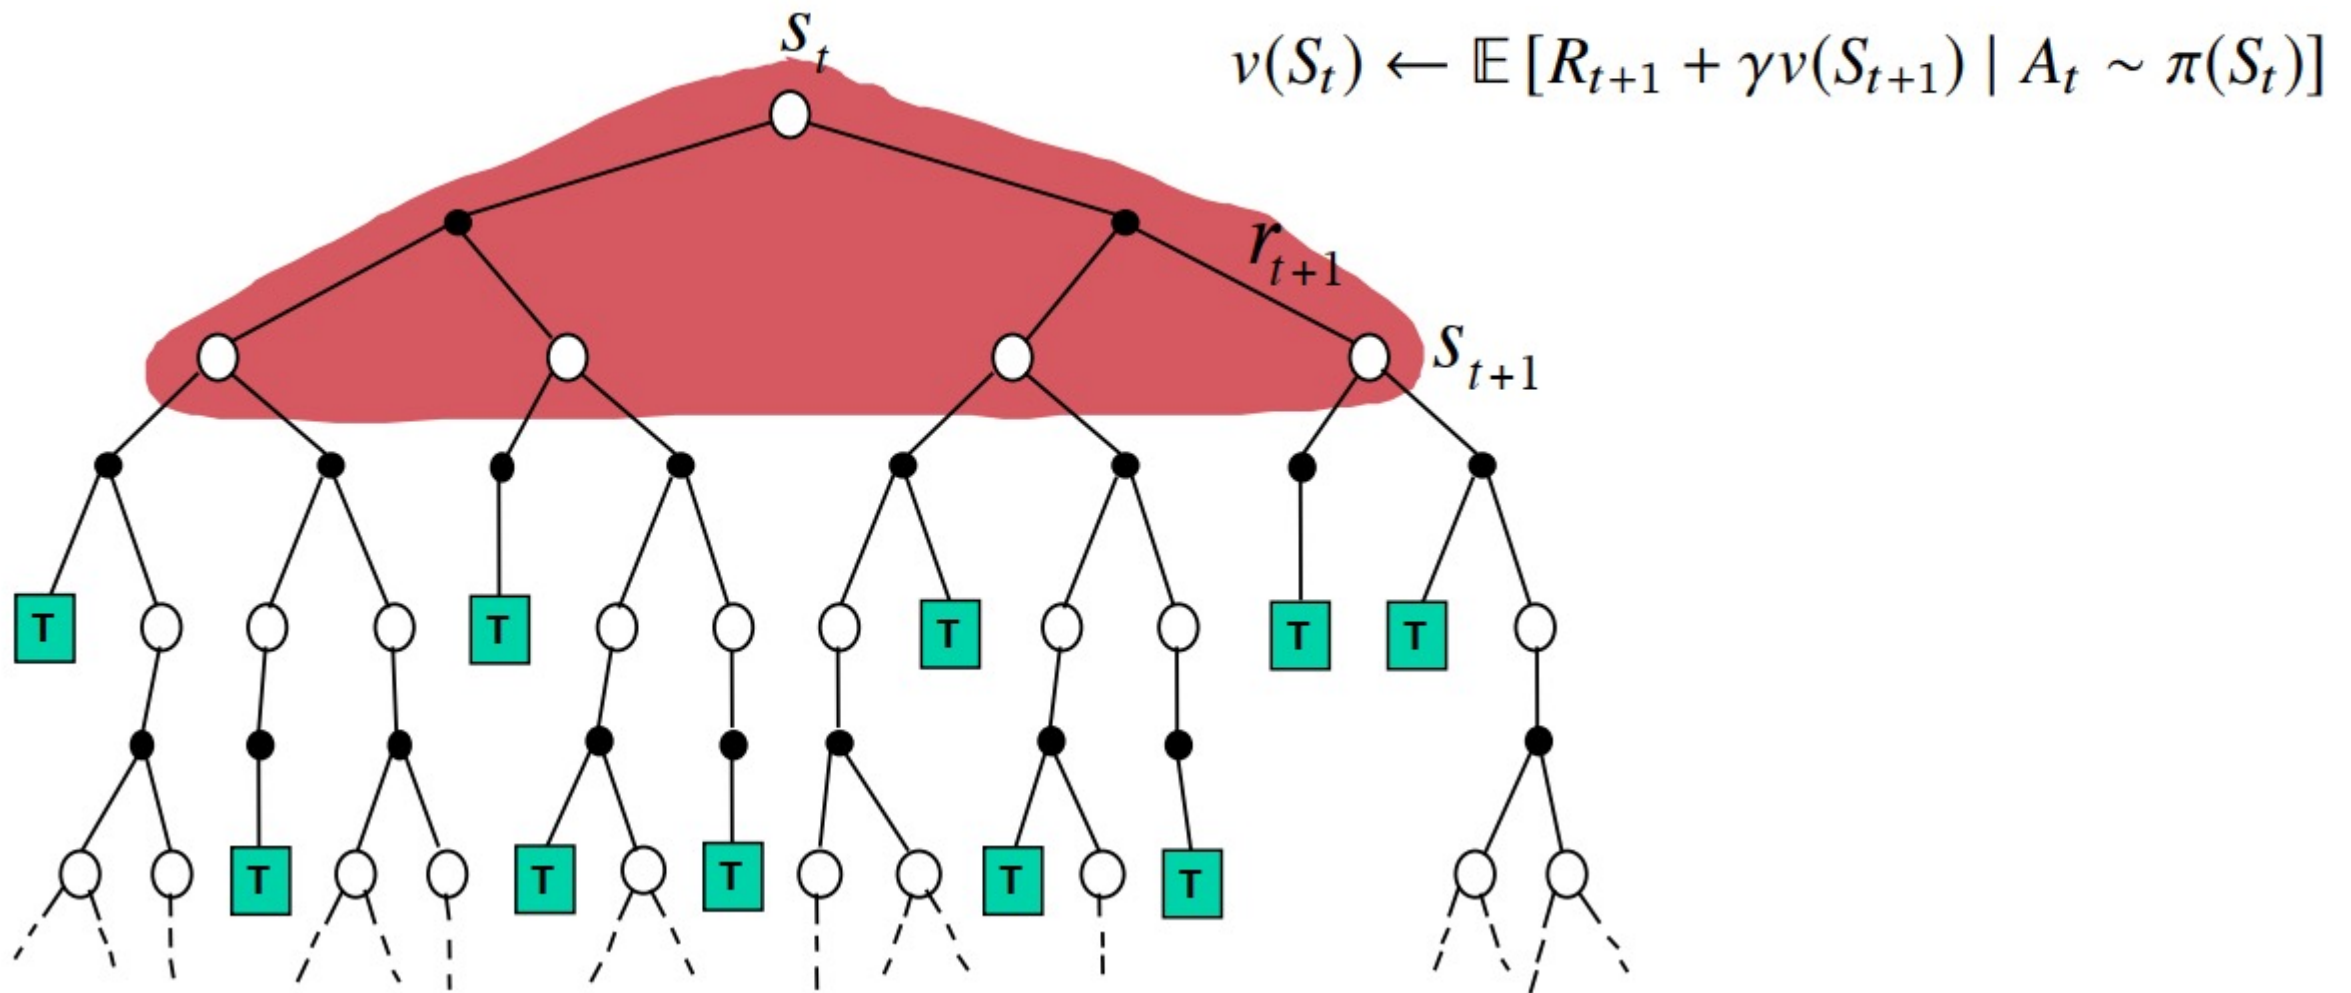 s_t
v(S_t) ← 𝔼 [R_{t+1} + γv(S_{t+1}) | A_t ∼ π(S_t)]
r_{t+1}
s_{t+1}
T T T T T
T T T T T